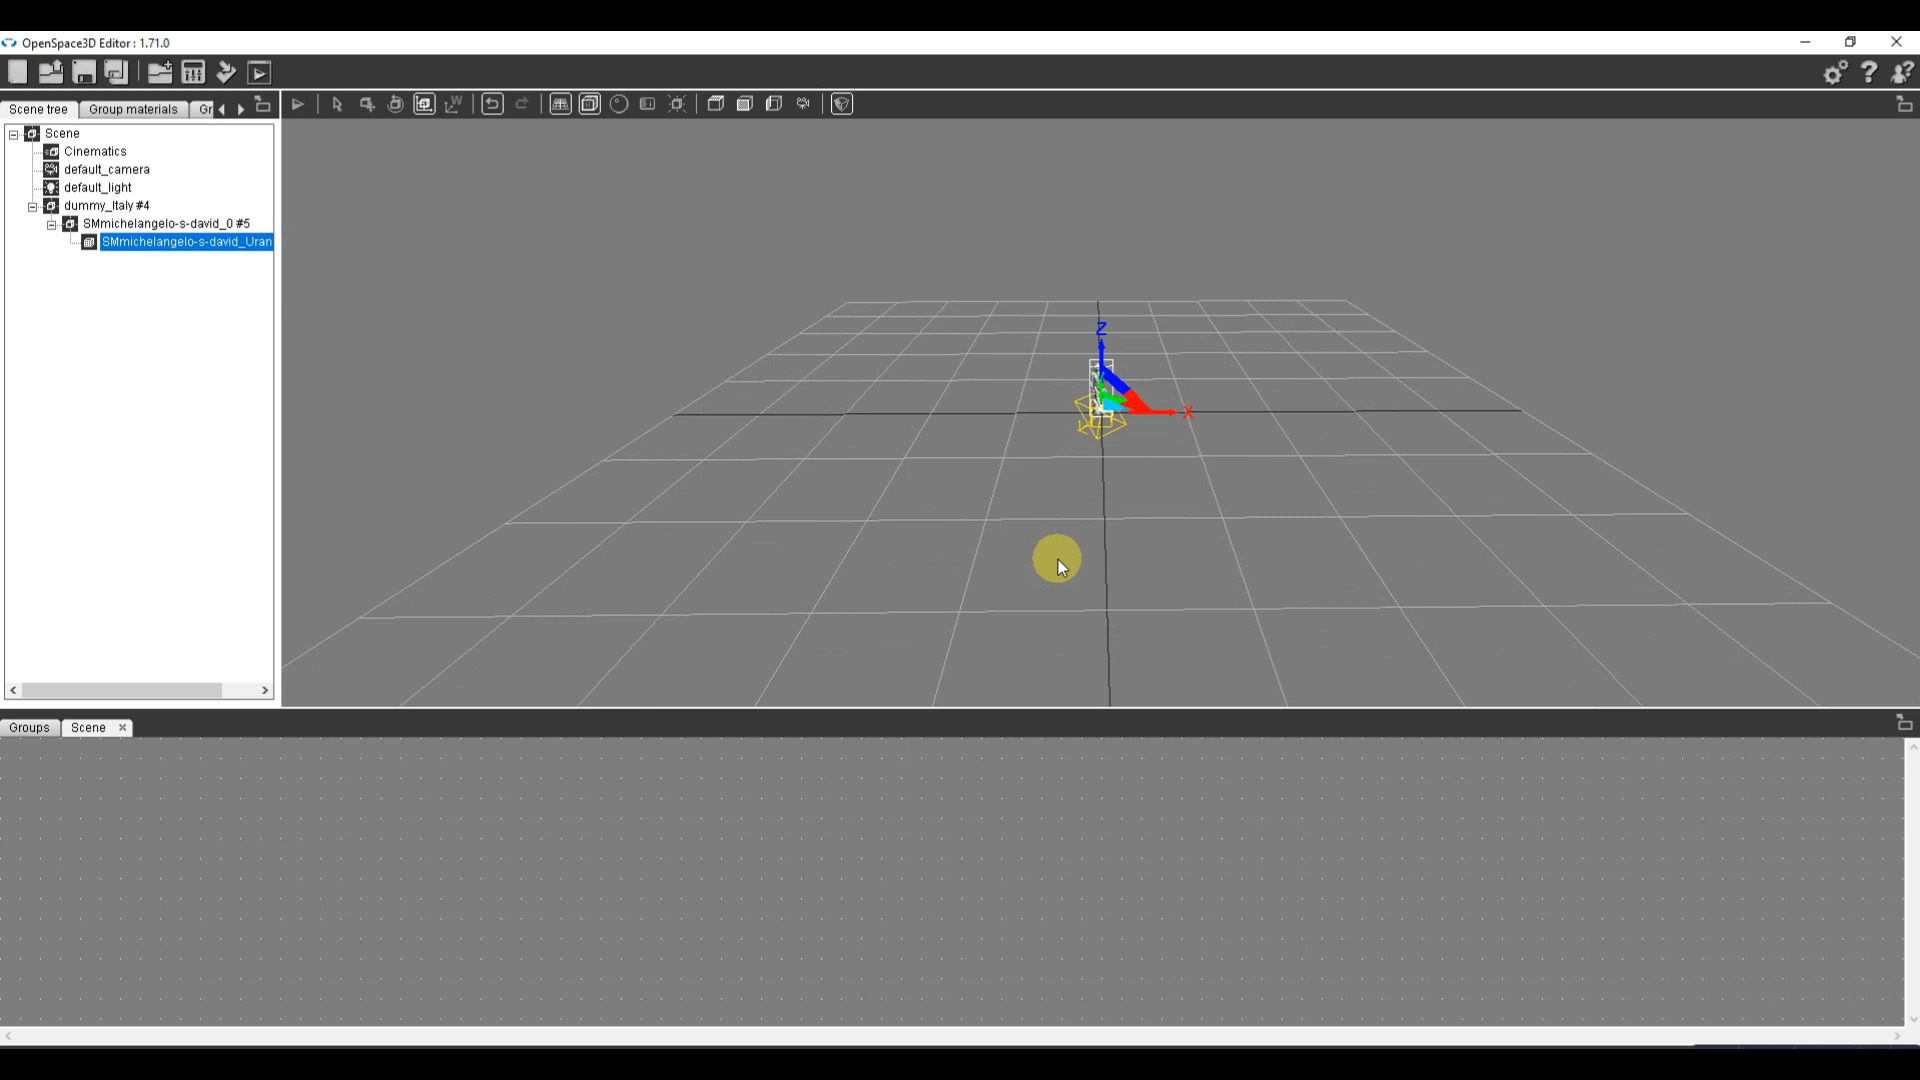 OpenSpace3D Editor : 1.71.0
Scene tree
Group materials
Gr
W
Scene
Cinematics
default_camera
default_light
dummy_Italy #4
SMmichelangelo-s-david_0 #5
SMmichelangelo-s-david_Uran
Z
X
Groups
Scene